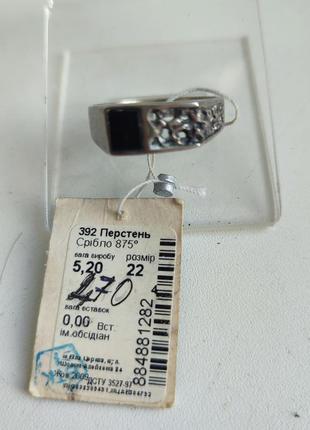 392 Перстень
Срібло 875°
вага виробу розмір
5,20 22
470
вага вставок
0,00 Вст.
ім.обсідіан
ДСТУ 3527-97
884881282 4